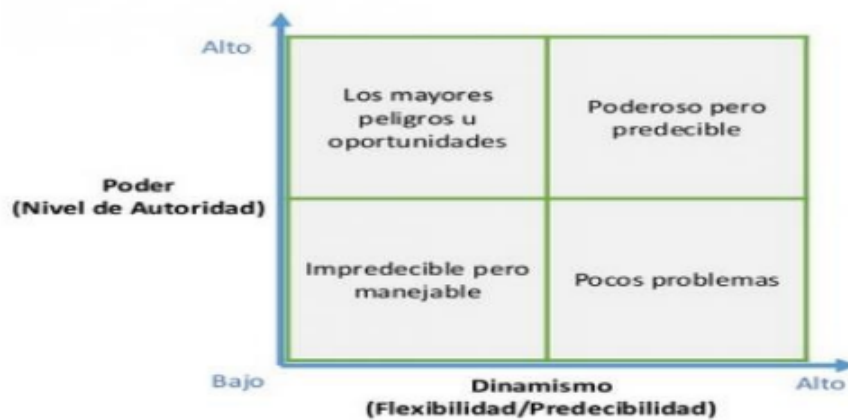 Alto
Los mayores
peligros u
oportunidades
Poderoso pero
predecible
Poder
(Nivel de Autoridad)
Impredecible pero
manejable
Pocos problemas
Bajo
Dinamismo
(Flexibilidad/Predecibilidad)
Alto